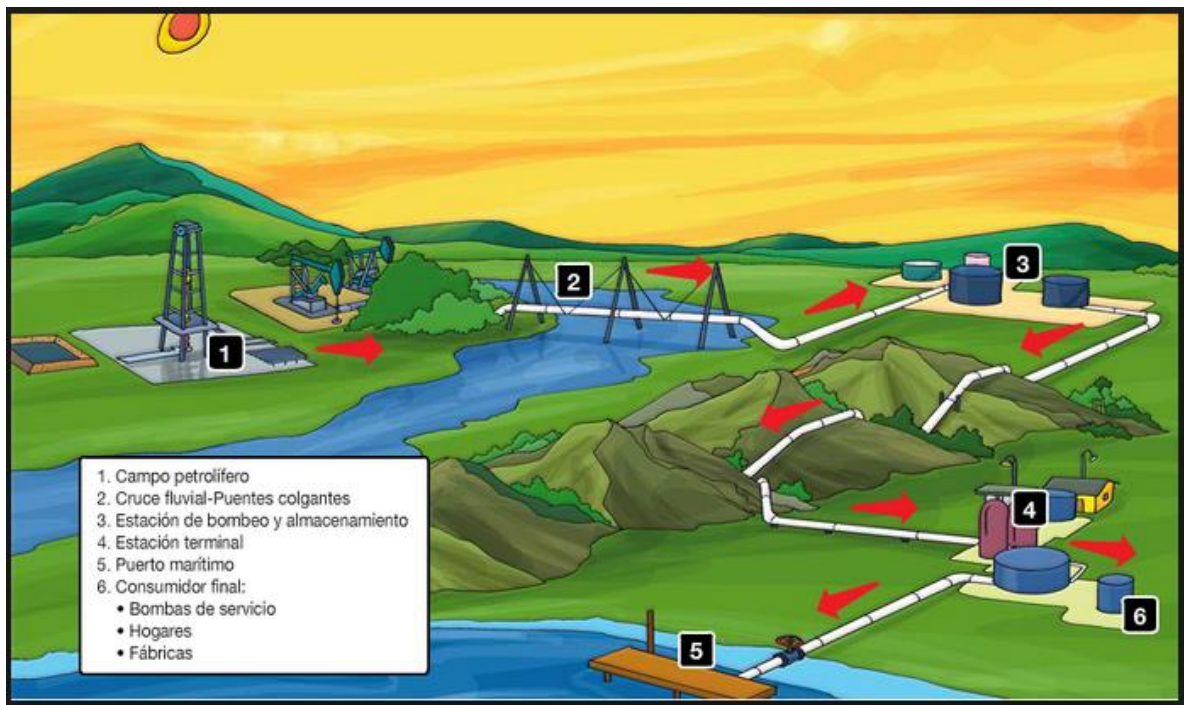 1
2
3
1. Campo petrolífero
2. Cruce fluvial-Puentes colgantes
3. Estación de bombeo y almacenamiento
4. Estación terminal
5. Puerto marítimo
6. Consumidor final:
• Bombas de servicio
• Hogares
• Fábricas
4
5
6